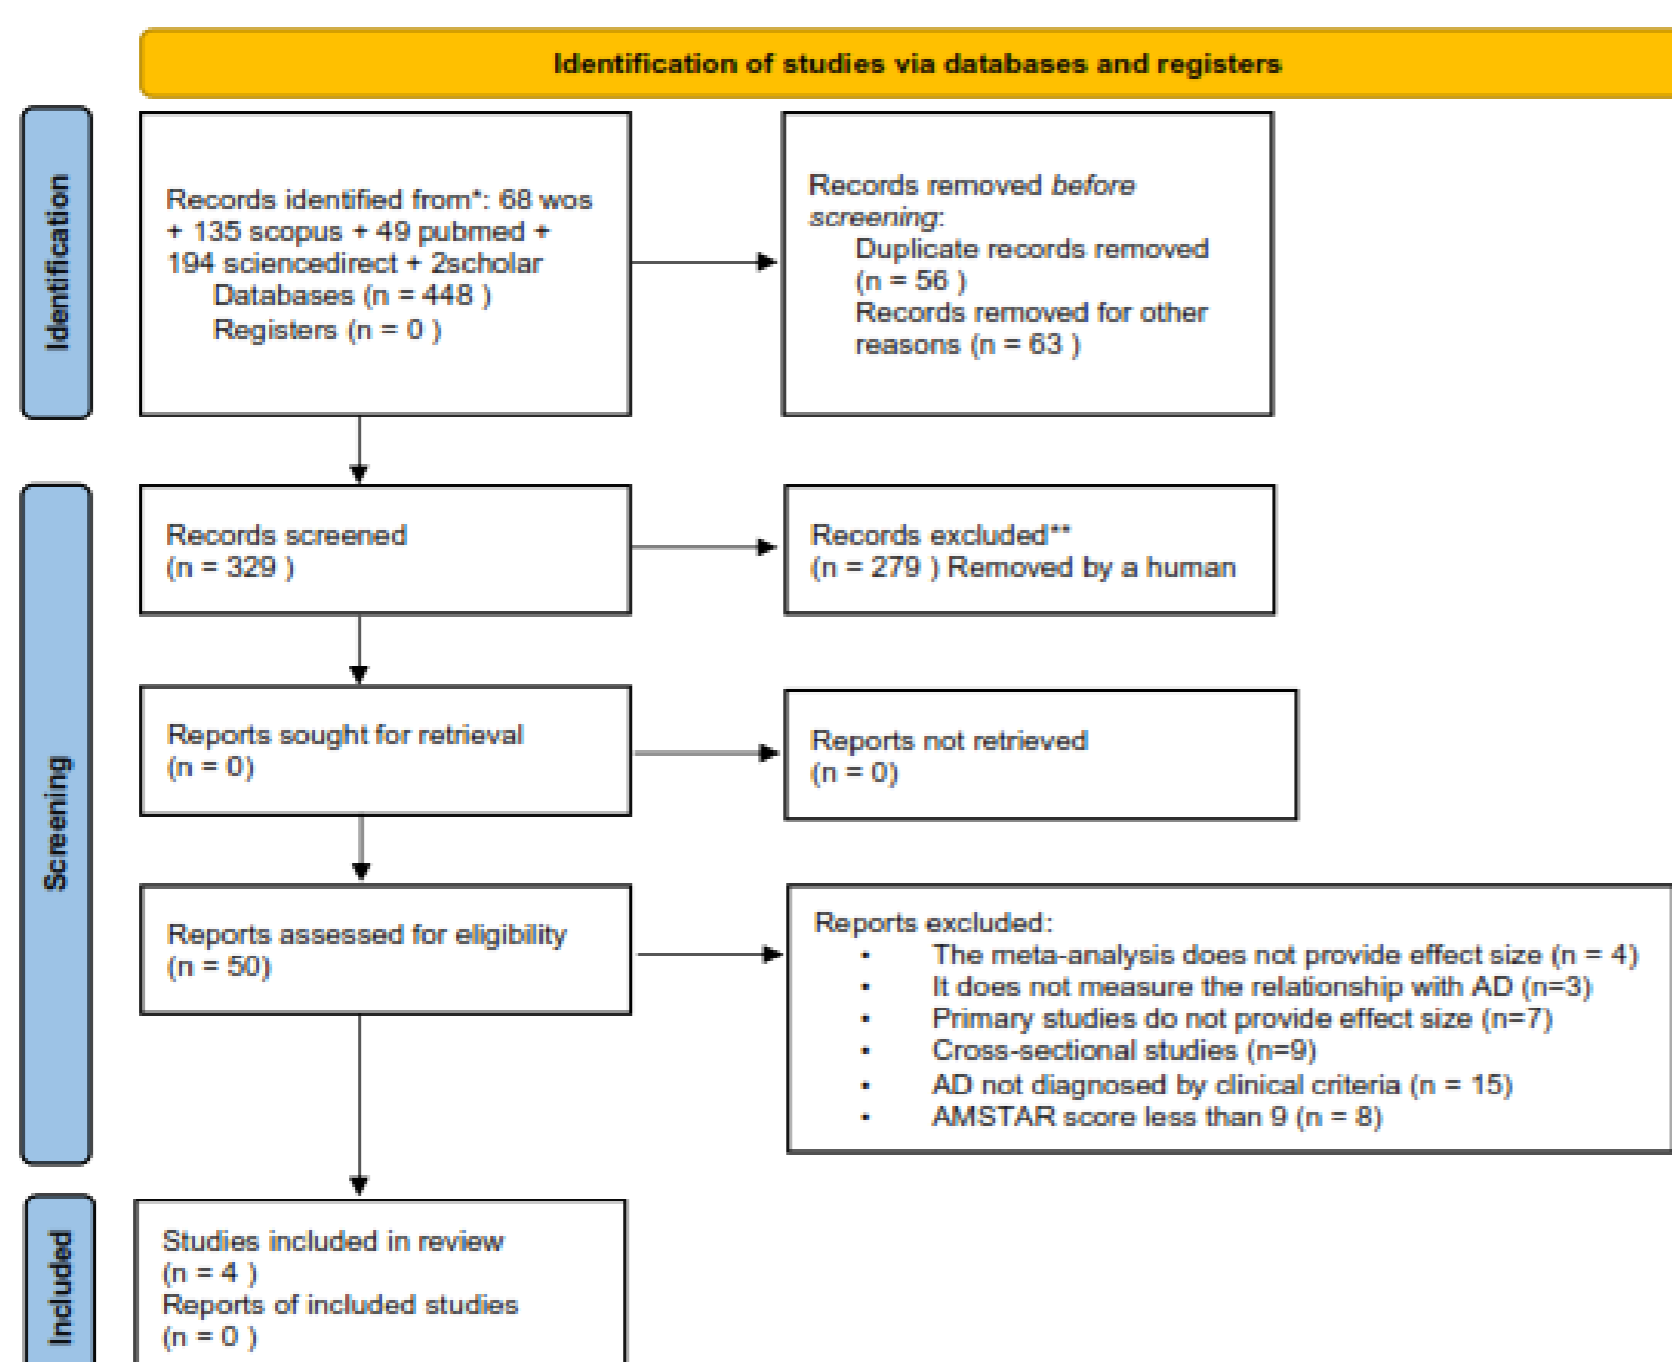 Identification of studies via databases and registers
Identification
Records identified from*: 68 wos
+ 135 scopus + 49 pubmed +
194 sciencedirect + 2scholar
Databases (n = 448 )
Registers (n = 0 )
Records removed before
screening:
Duplicate records removed
(n = 56 )
Records removed for other
reasons (n = 63 )
Screening
Records screened
(n = 329 )
Records excluded**
(n = 279 ) Removed by a human
Reports sought for retrieval
(n = 0)
Reports not retrieved
(n = 0)
Reports assessed for eligibility
(n = 50)
Reports excluded:
• The meta-analysis does not provide effect size (n = 4)
• It does not measure the relationship with AD (n=3)
• Primary studies do not provide effect size (n=7)
• Cross-sectional studies (n=9)
• AD not diagnosed by clinical criteria (n = 15)
• AMSTAR score less than 9 (n = 8)
Included
Studies included in review
(n = 4 )
Reports of included studies
(n = 0 )